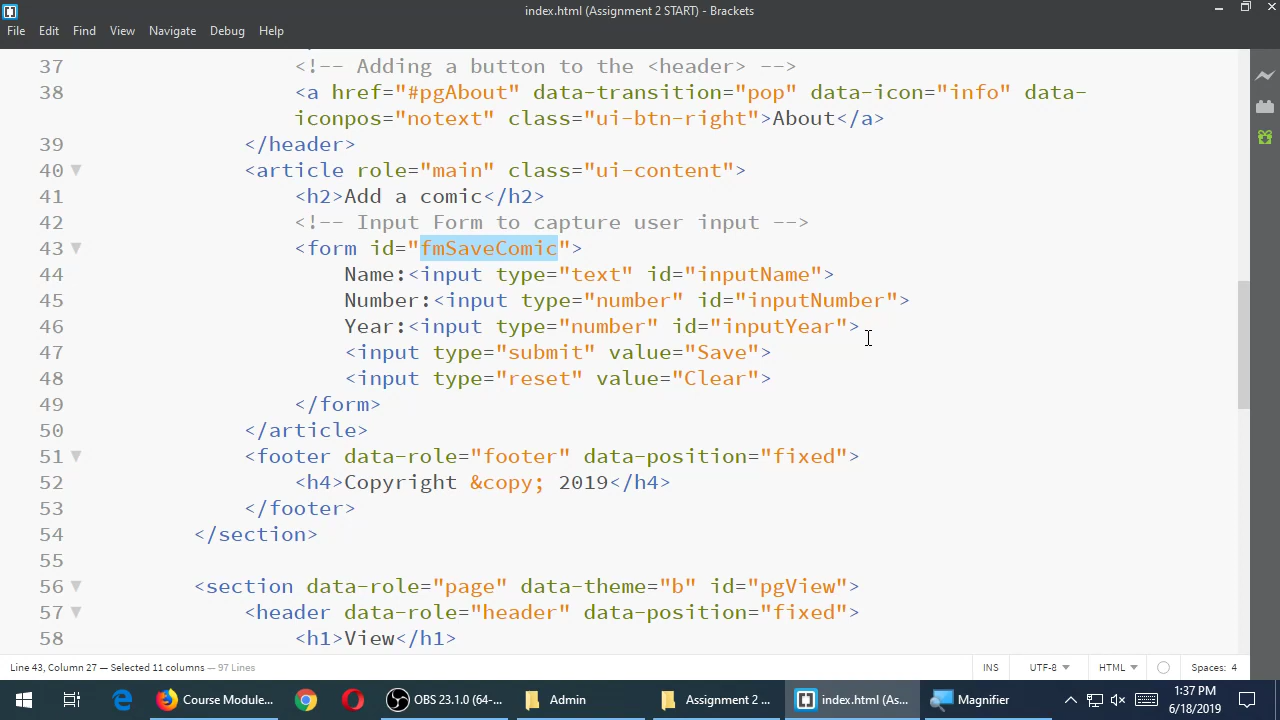 index.html (Assignment 2 START) - Brackets
File Edit Find View Navigate Debug Help
37 <!-- Adding a button to the <header> -->
38 <a href="#pgAbout" data-transition="pop" data-icon="info" data-
iconpos="notext" class="ui-btn-right">About</a>
39 </header>
40 <article role="main" class="ui-content">
41 <h2>Add a comic</h2>
42 <!-- Input Form to capture user input -->
43 <form id="fmSaveComic">
44 Name:<input type="text" id="inputName">
45 Number:<input type="number" id="inputNumber">
46 Year:<input type="number" id="inputYear">
47 <input type="submit" value="Save">
48 <input type="reset" value="Clear">
49 </form>
50 </article>
51 <footer data-role="footer" data-position="fixed">
52 <h4>Copyright &copy; 2019</h4>
53 </footer>
54 </section>
55
56 <section data-role="page" data-theme="b" id="pgView">
57 <header data-role="header" data-position="fixed">
58 <h1>View</h1>
Line 43, Column 27 — Selected 11 columns — 97 Lines INS UTF-8 HTML Spaces: 4
Course Module... OBS 23.1.0 (64-... Admin Assignment 2 ... index.html (As... Magnifier 1:37 PM
6/18/2019